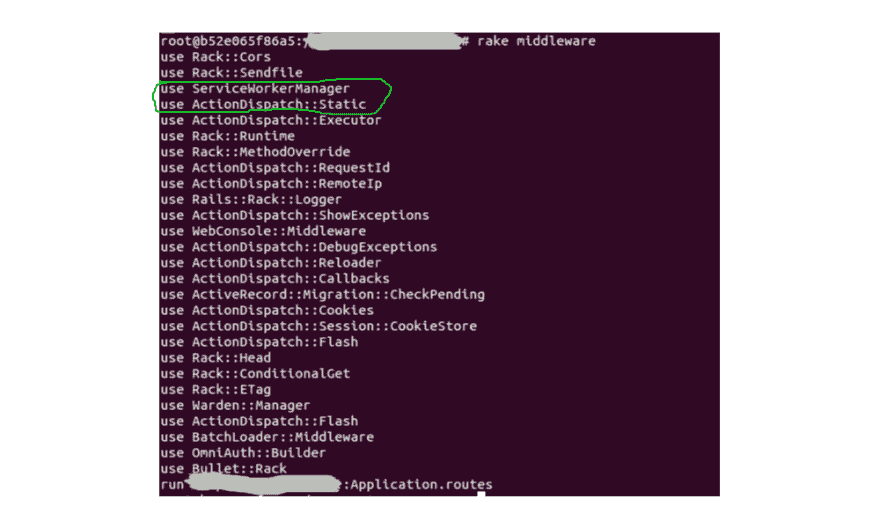 root@b52e065f86a5:/ # rake middleware
use Rack::Cors
use Rack::Sendfile
use ServiceWorkerManager
use ActionDispatch::Static
use ActionDispatch::Executor
use Rack::Runtime
use Rack::MethodOverride
use ActionDispatch::RequestId
use ActionDispatch::RemoteIp
use Rails::Rack::Logger
use ActionDispatch::ShowExceptions
use WebConsole::Middleware
use ActionDispatch::DebugExceptions
use ActionDispatch::Reloader
use ActionDispatch::Callbacks
use ActiveRecord::Migration::CheckPending
use ActionDispatch::Cookies
use ActionDispatch::Session::CookieStore
use ActionDispatch::Flash
use Rack::Head
use Rack::ConditionalGet
use Rack::ETag
use Warden::Manager
use ActionDispatch::Flash
use BatchLoader::Middleware
use OmniAuth::Builder
use Bullet::Rack
run ::Application.routes